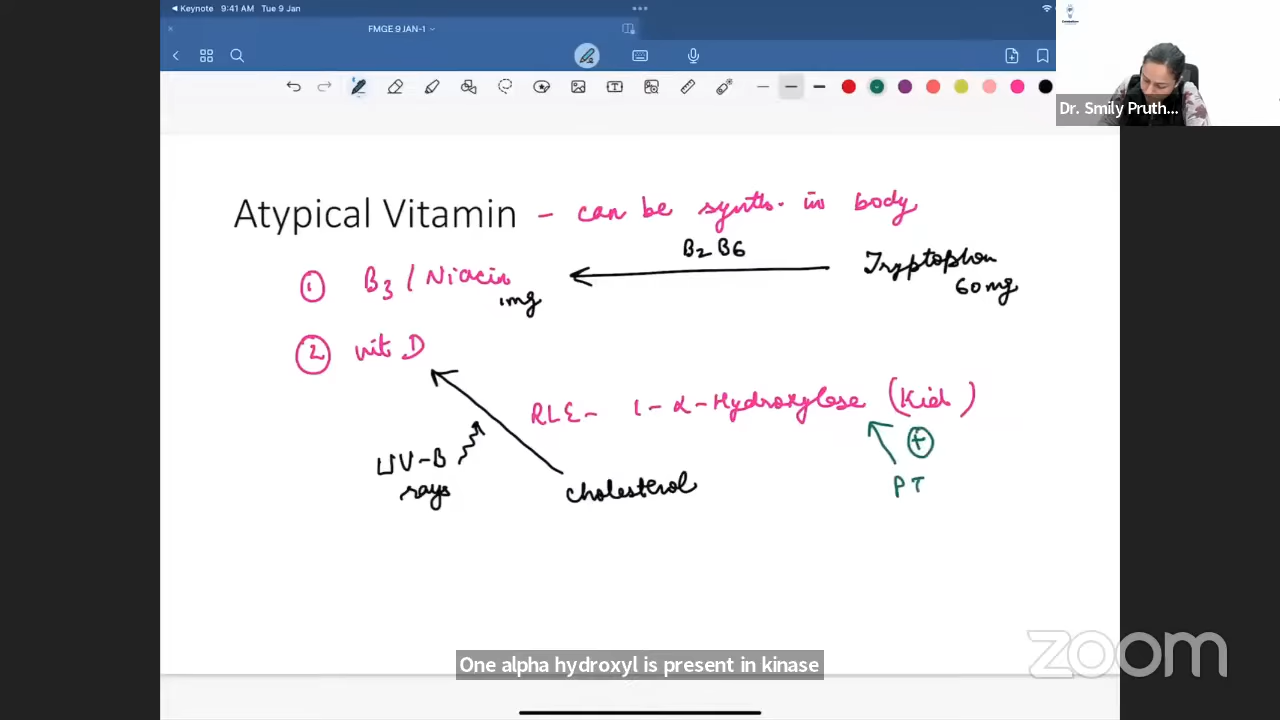 Keynote 9:41 AM Tue 9 Jan
FMGE 9 JAN-1
Dr. Smily Pruth...
Atypical Vitamin - can be synth. in body
B2 B6
① B3 / Niacin
1mg
Tryptophan
60mg
② vit D
RLE - 1-α-Hydroxylase (Kid)
+
UV-B
rays
cholesterol
PT
One alpha hydroxyl is present in kinase
zoom